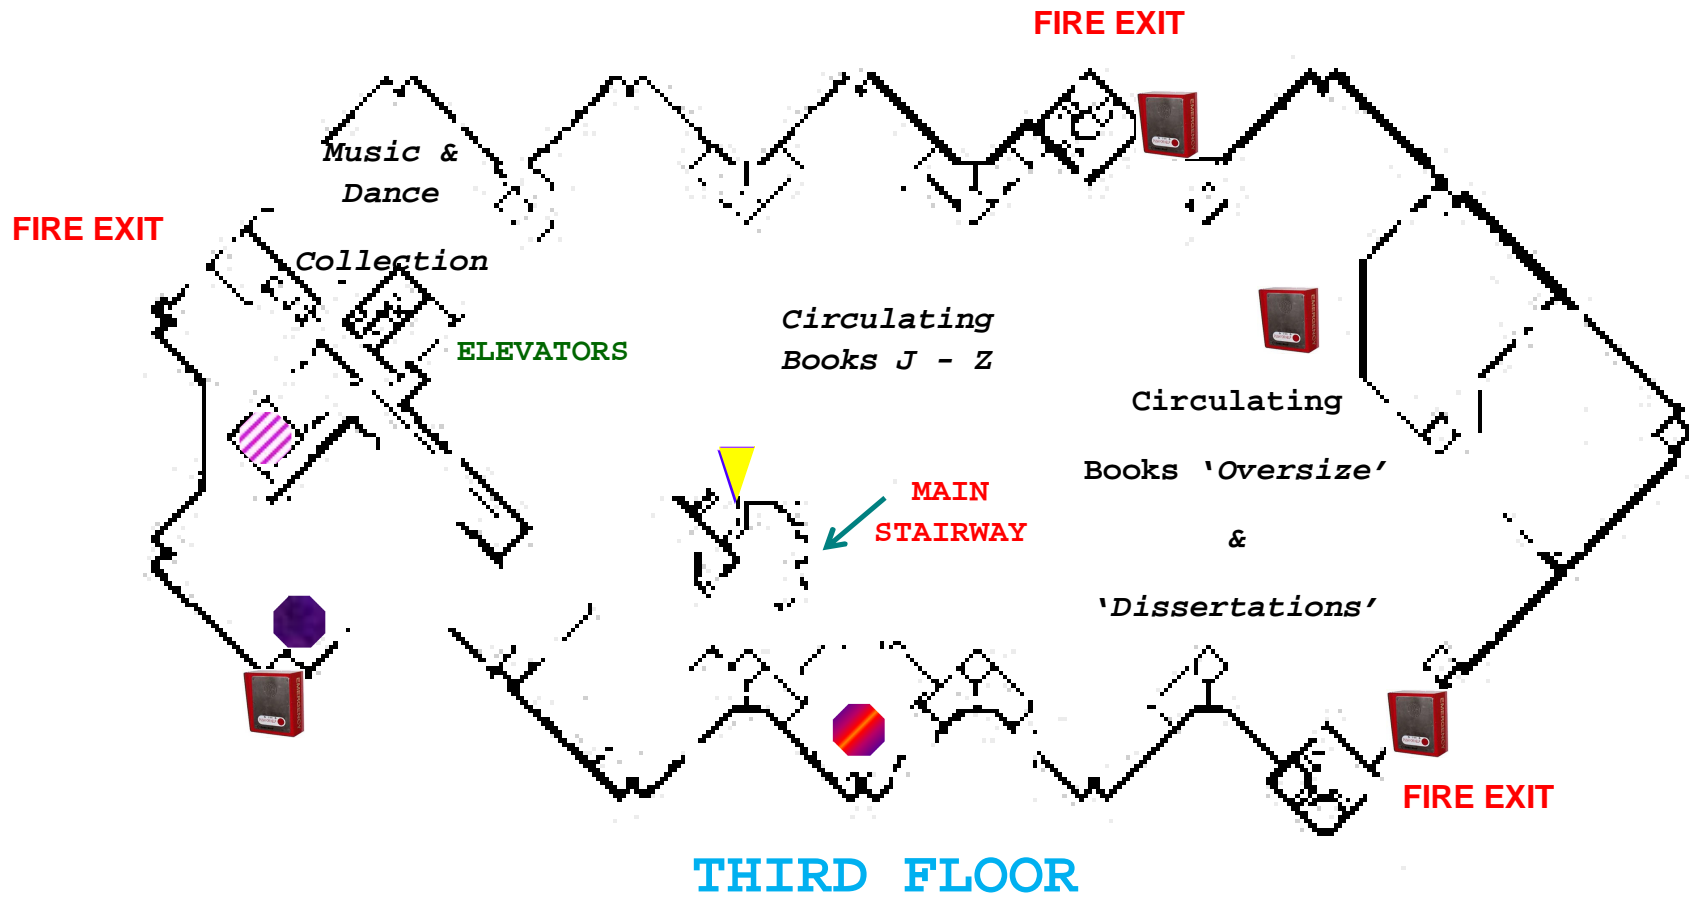 FIRE EXIT
Music &
Dance
Collection
FIRE EXIT
ELEVATORS
Circulating
Books J - Z
Circulating
Books ‘Oversize’
&
‘Dissertations’
MAIN
STAIRWAY
FIRE EXIT
THIRD FLOOR